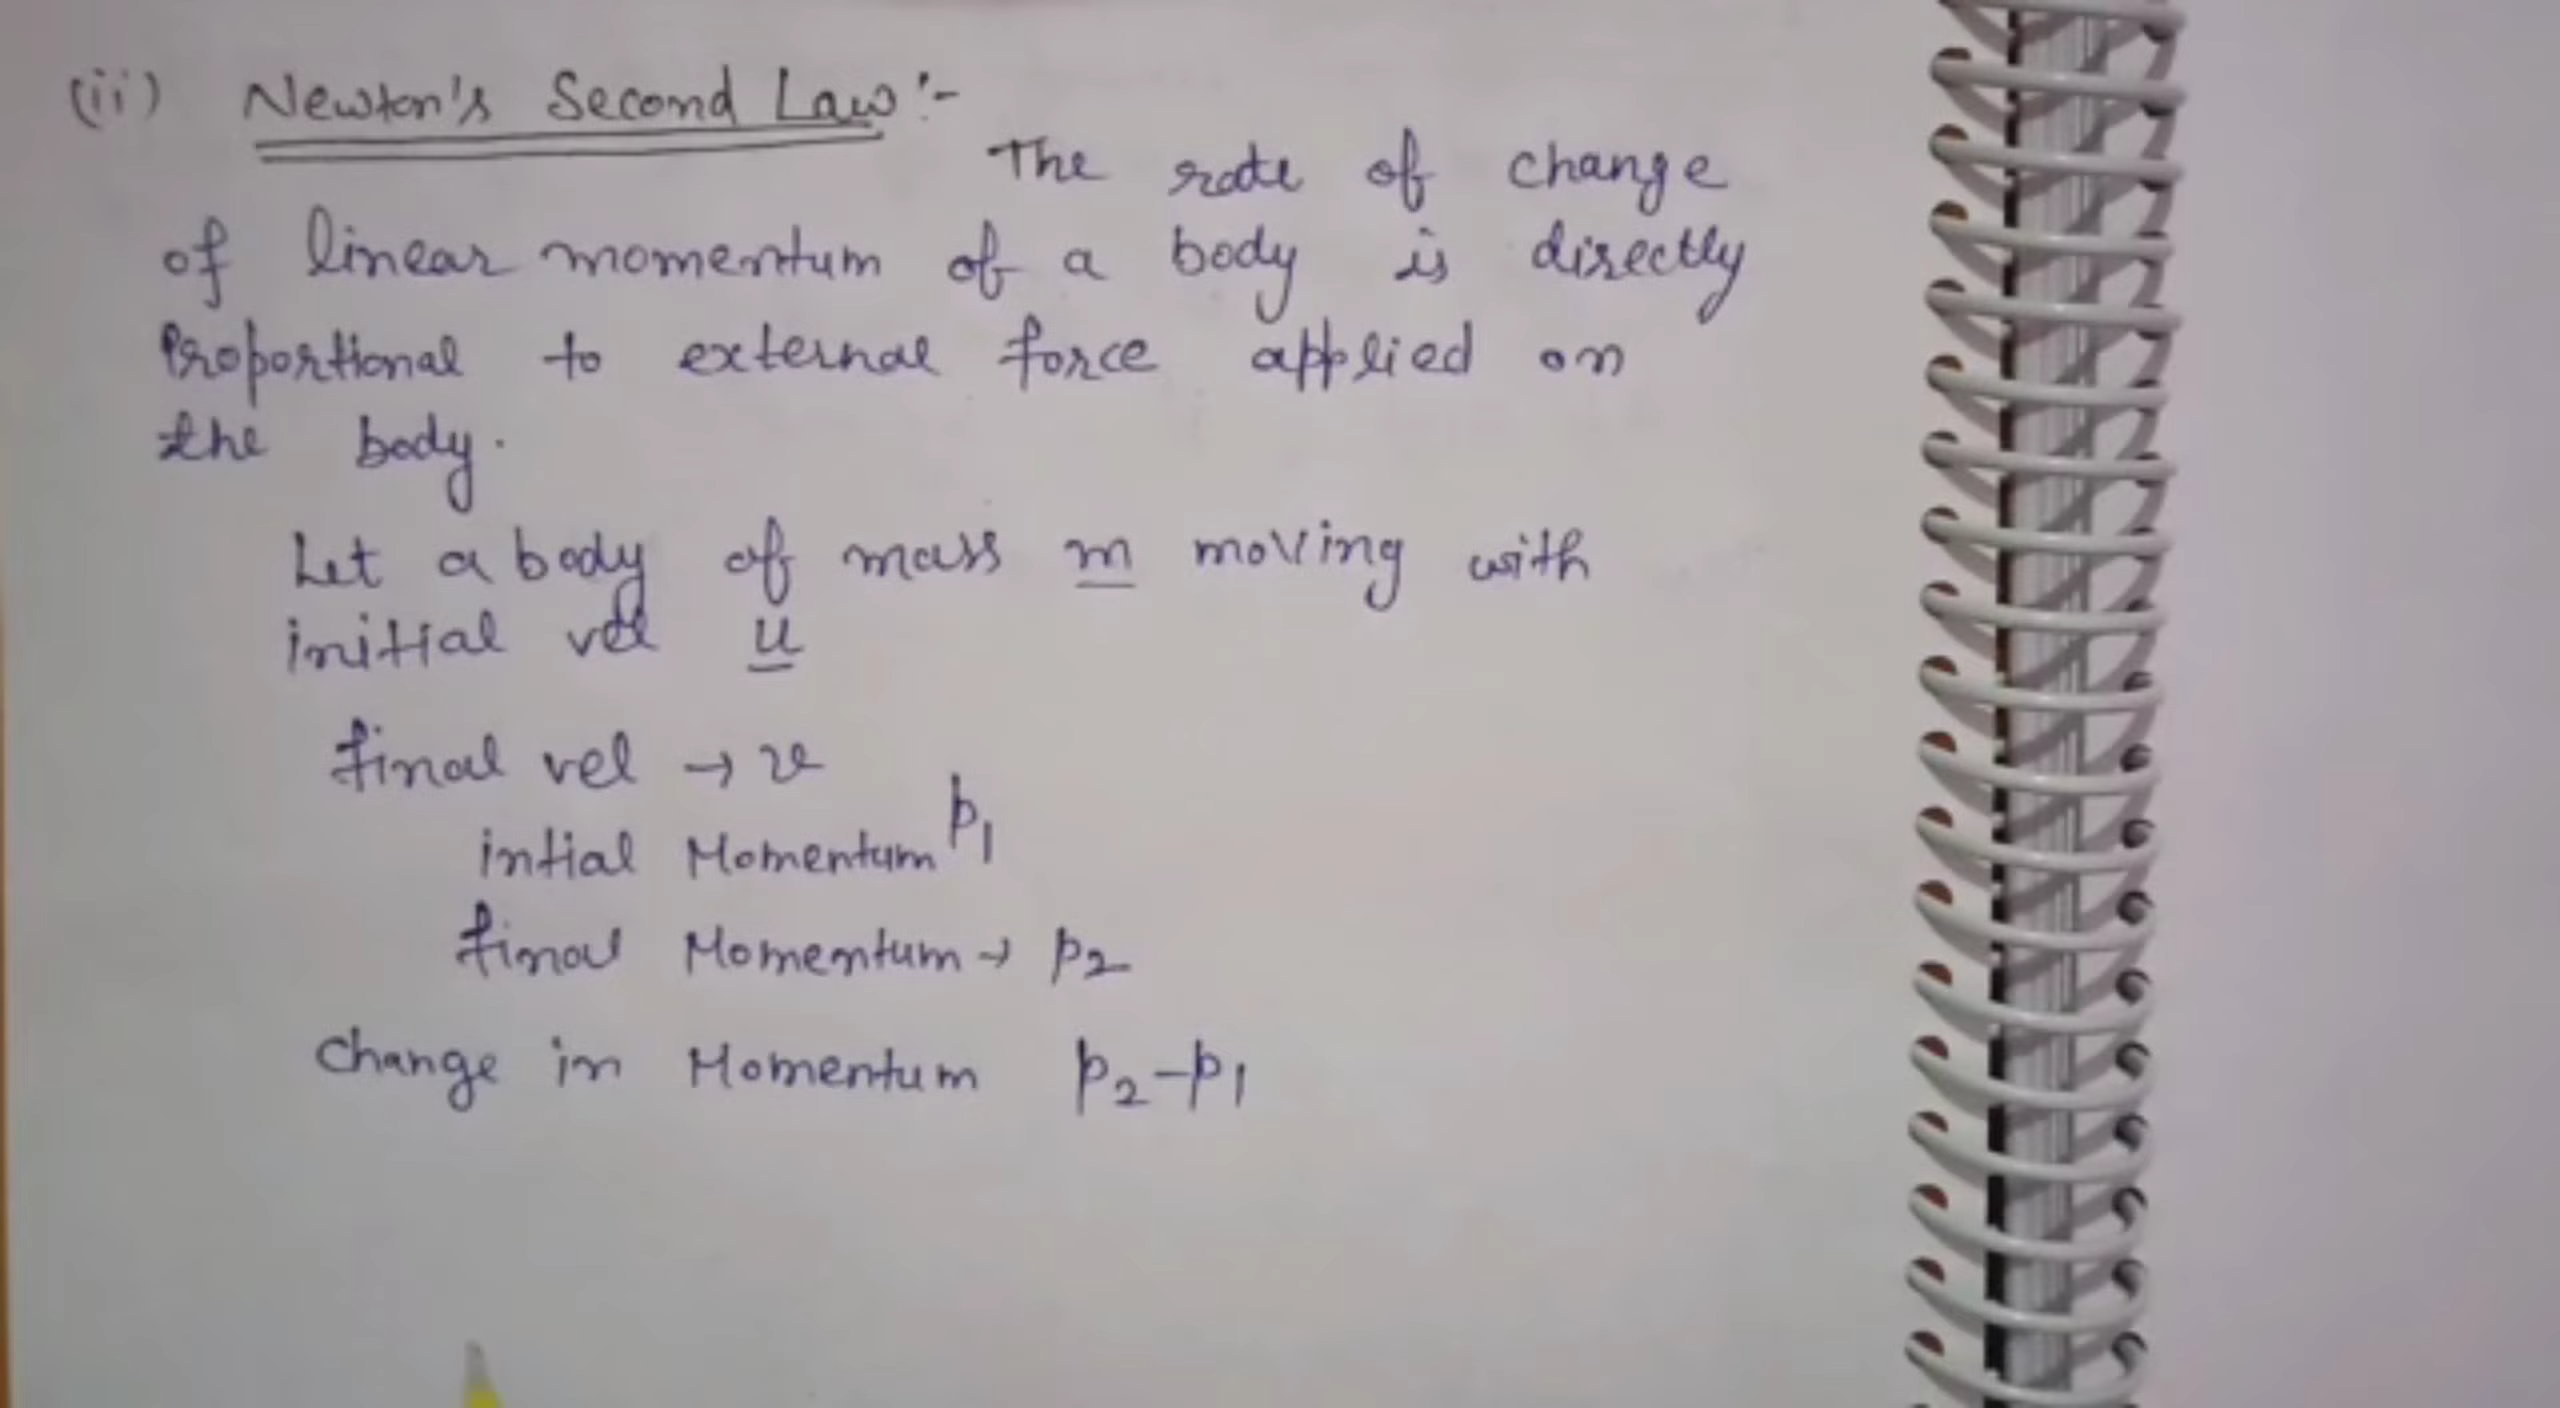 (ii) Newton's Second Law :-
The rate of change
of linear momentum of a body is directly
Proportional to external force applied on
the body.
Let a body of mass m moving with
initial vel u
final vel → v
intial Momentum p1
final Momentum → p2
Change in Momentum p2-p1